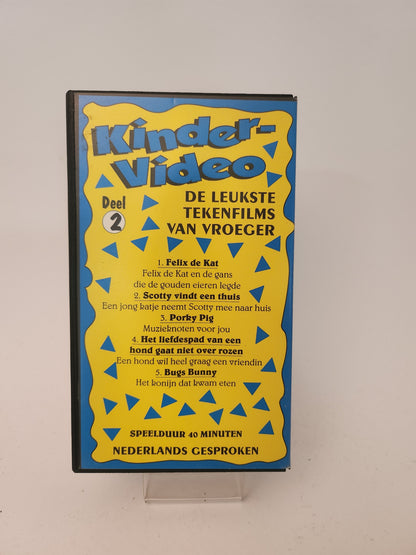 Kinder-
Video
Deel
2
DE LEUKSTE
TEKENFILMS
VAN VROEGER
1. Felix de Kat
Felix de Kat en de gans
die de gouden eieren legde
2. Scotty vindt een thuis
Een jong katje neemt Scotty mee naar huis
3. Porky Pig
Muzieknoten voor jou
4. Het liefdespad van een
hond gaat niet over rozen
Een hond wil heel graag een vriendin
5. Bugs Bunny
Het konijn dat kwam eten
SPEELDUUR 40 MINUTEN
NEDERLANDS GESPROKEN